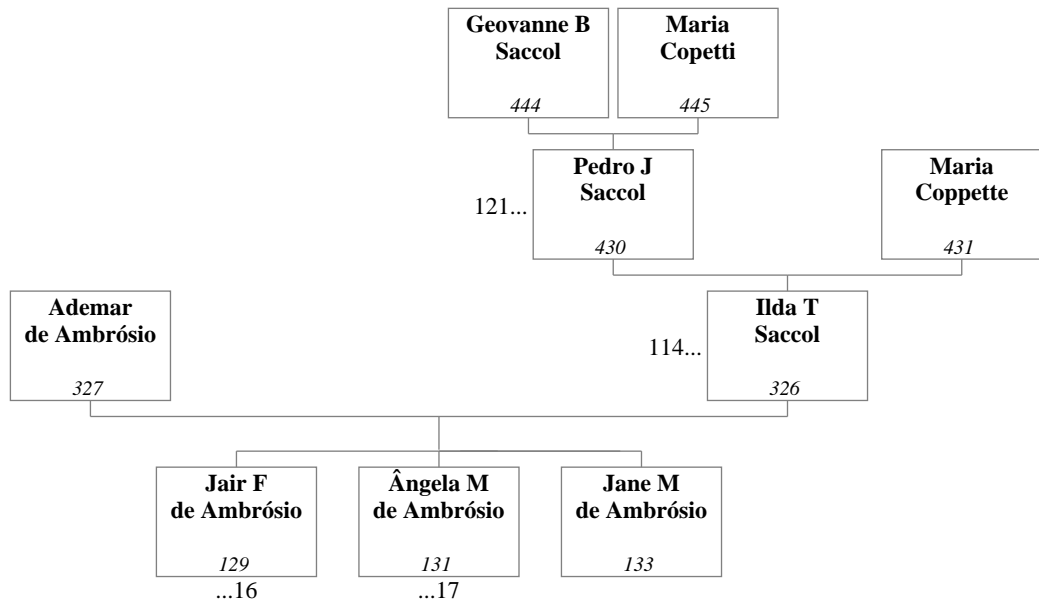 Geovanne B
Saccol
444
Maria
Copetti
445
121...
Pedro J
Saccol
430
Maria
Coppette
431
Ademar
de Ambrósio
327
114...
Ilda T
Saccol
326
Jair F
de Ambrósio
129
...16
Ângela M
de Ambrósio
131
...17
Jane M
de Ambrósio
133